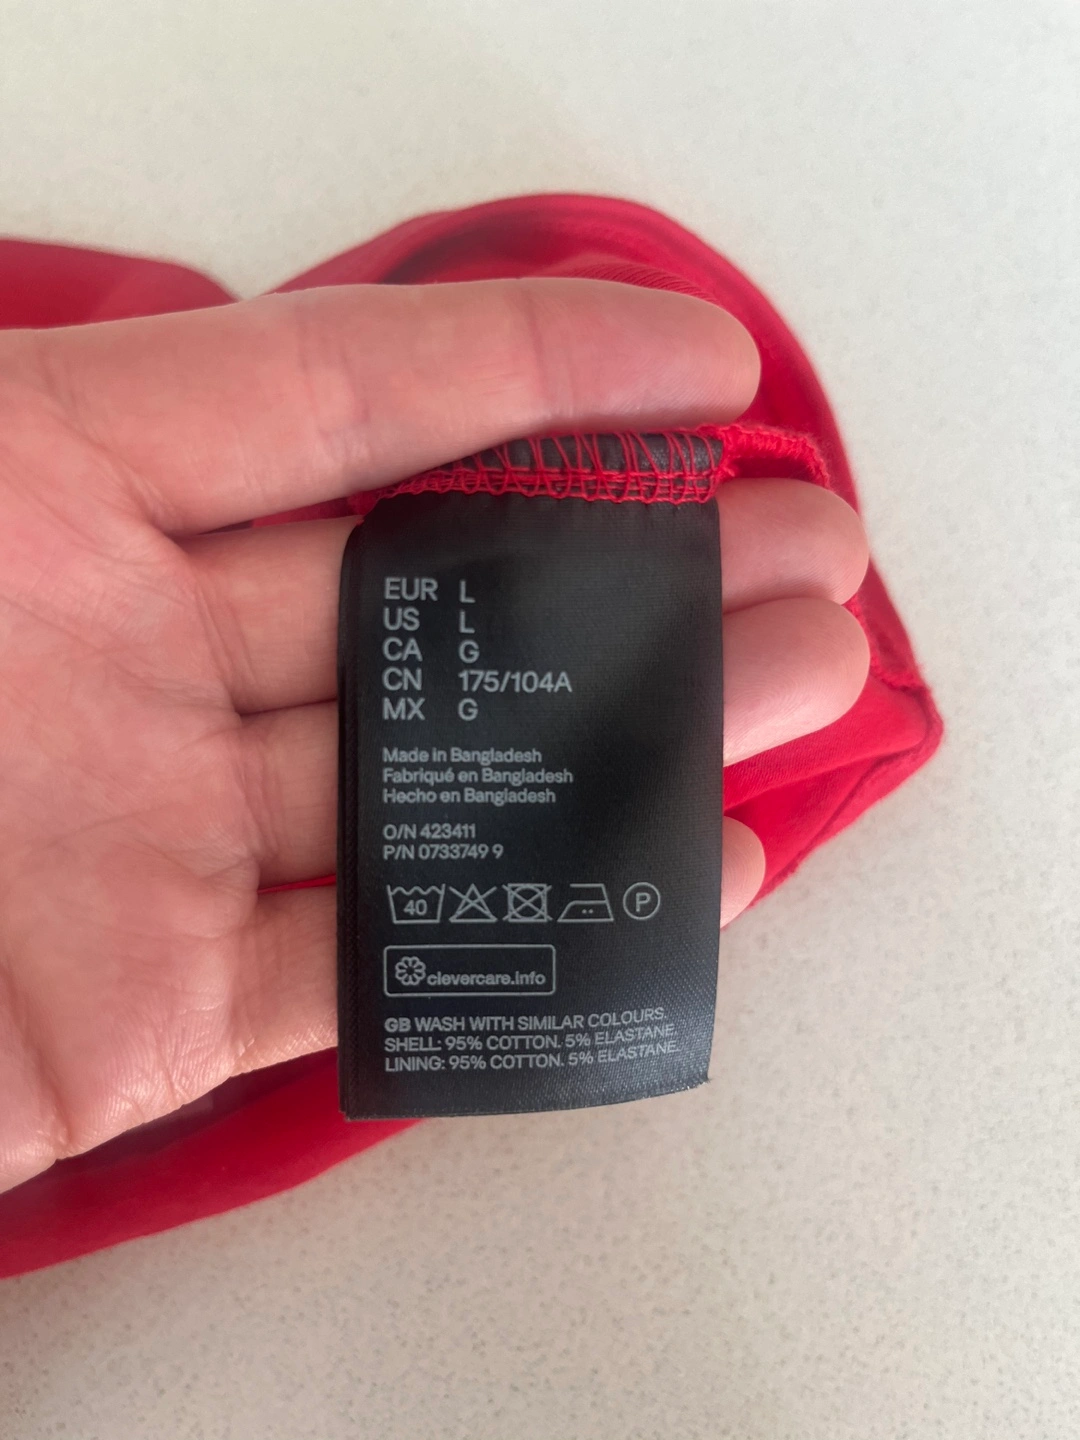 EUR L
US L
CA G
CN 175/104A
MX G
Made in Bangladesh
Fabriqué en Bangladesh
Hecho en Bangladesh
O/N 423411
P/N 0733749 9
40 P
clevercare.info
GB WASH WITH SIMILAR COLOURS.
SHELL: 95% COTTON. 5% ELASTANE.
LINING: 95% COTTON. 5% ELASTANE.